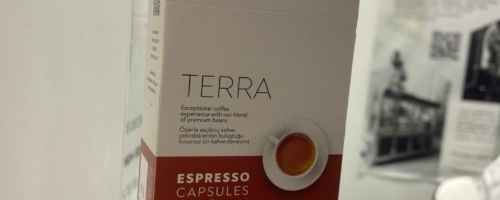 TERRA
Exceptional coffee
experience with our blend
of premium beans
Özenle seçilmiş kahve
çekirdeklerinin buluştuğu
kusursuz bir kahve deneyimi
ESPRESSO
CAPSULES